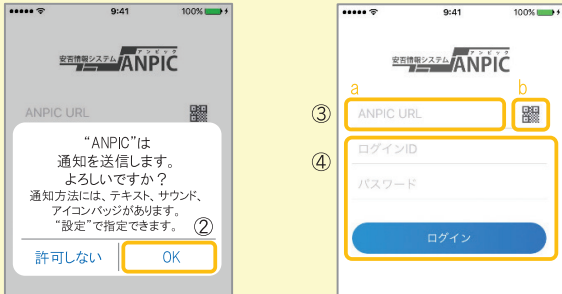 9:41
100%
安否情報システム
アンピック
ANPIC
ANPIC URL
“ANPIC”は
通知を送信します。
よろしいですか？
通知方法には、テキスト、サウンド、
アイコンバッジがあります。
“設定”で指定できます。
②
許可しない
OK
9:41
100%
安否情報システム
アンピック
ANPIC
a
b
③
ANPIC URL
④
ログインID
パスワード
ログイン